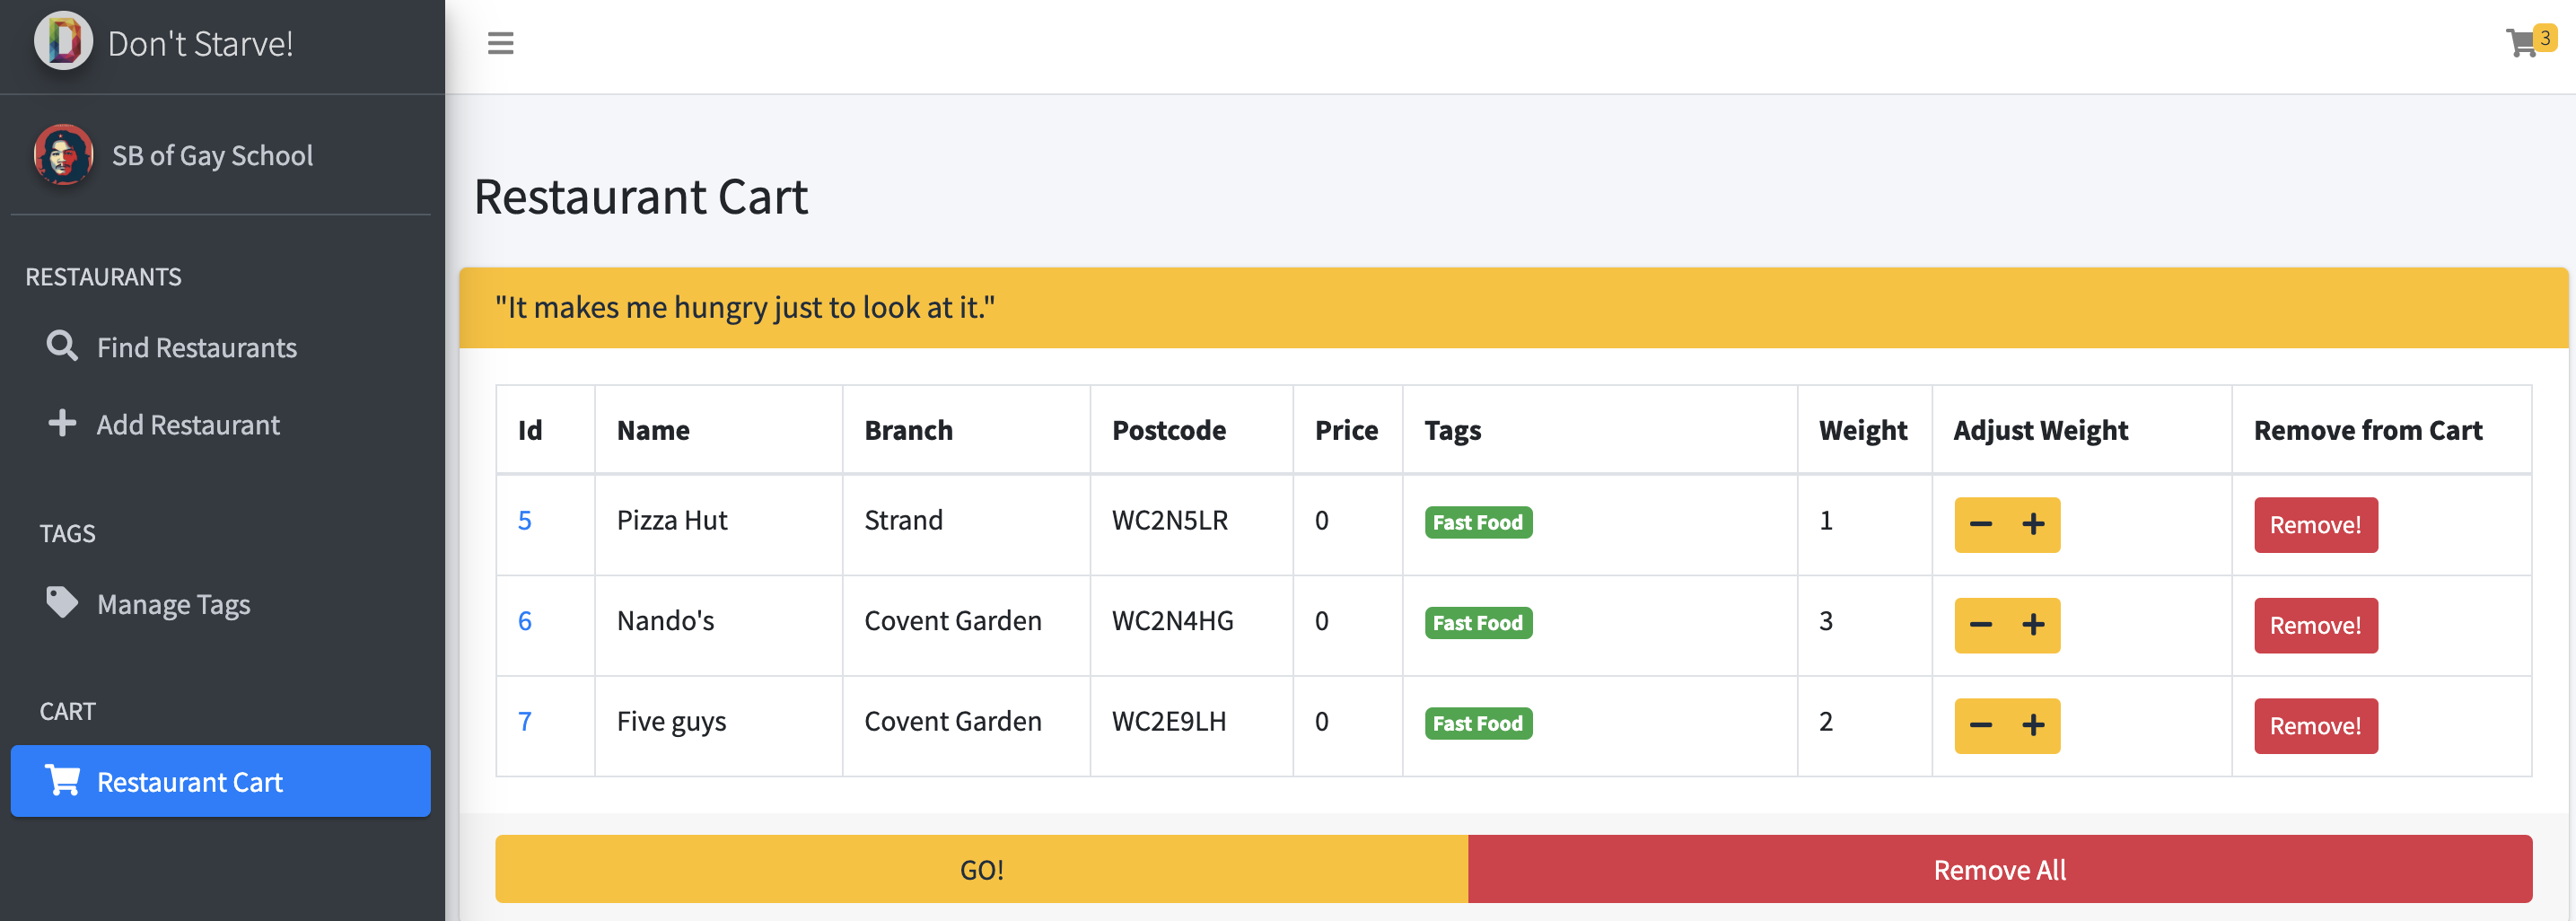 Don't Starve!
3
SB of Gay School
RESTAURANTS
Find Restaurants
Add Restaurant
TAGS
Manage Tags
CART
Restaurant Cart
Restaurant Cart
"It makes me hungry just to look at it."
Id Name Branch Postcode Price Tags Weight Adjust Weight Remove from Cart
5 Pizza Hut Strand WC2N5LR 0 Fast Food 1 − + Remove!
6 Nando's Covent Garden WC2N4HG 0 Fast Food 3 − + Remove!
7 Five guys Covent Garden WC2E9LH 0 Fast Food 2 − + Remove!
GO! Remove All